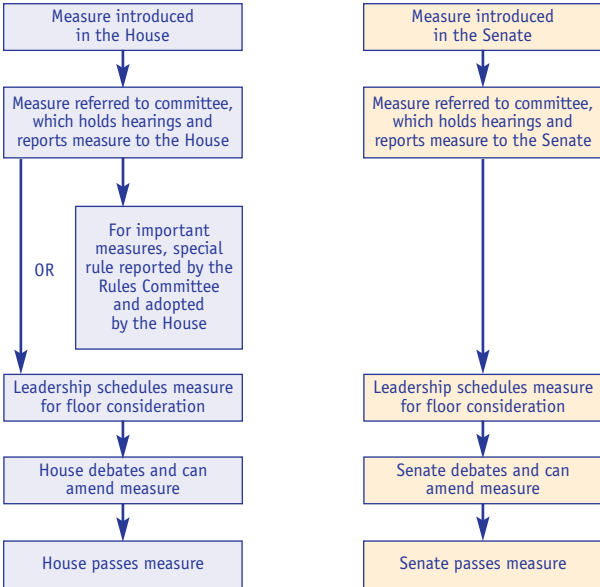 Measure introduced
in the House
Measure referred to committee,
which holds hearings and
reports measure to the House
OR
For important
measures, special
rule reported by the
Rules Committee
and adopted
by the House
Leadership schedules measure
for floor consideration
House debates and can
amend measure
House passes measure
Measure introduced
in the Senate
Measure referred to committee,
which holds hearings and
reports measure to the Senate
Leadership schedules measure
for floor consideration
Senate debates and can
amend measure
Senate passes measure